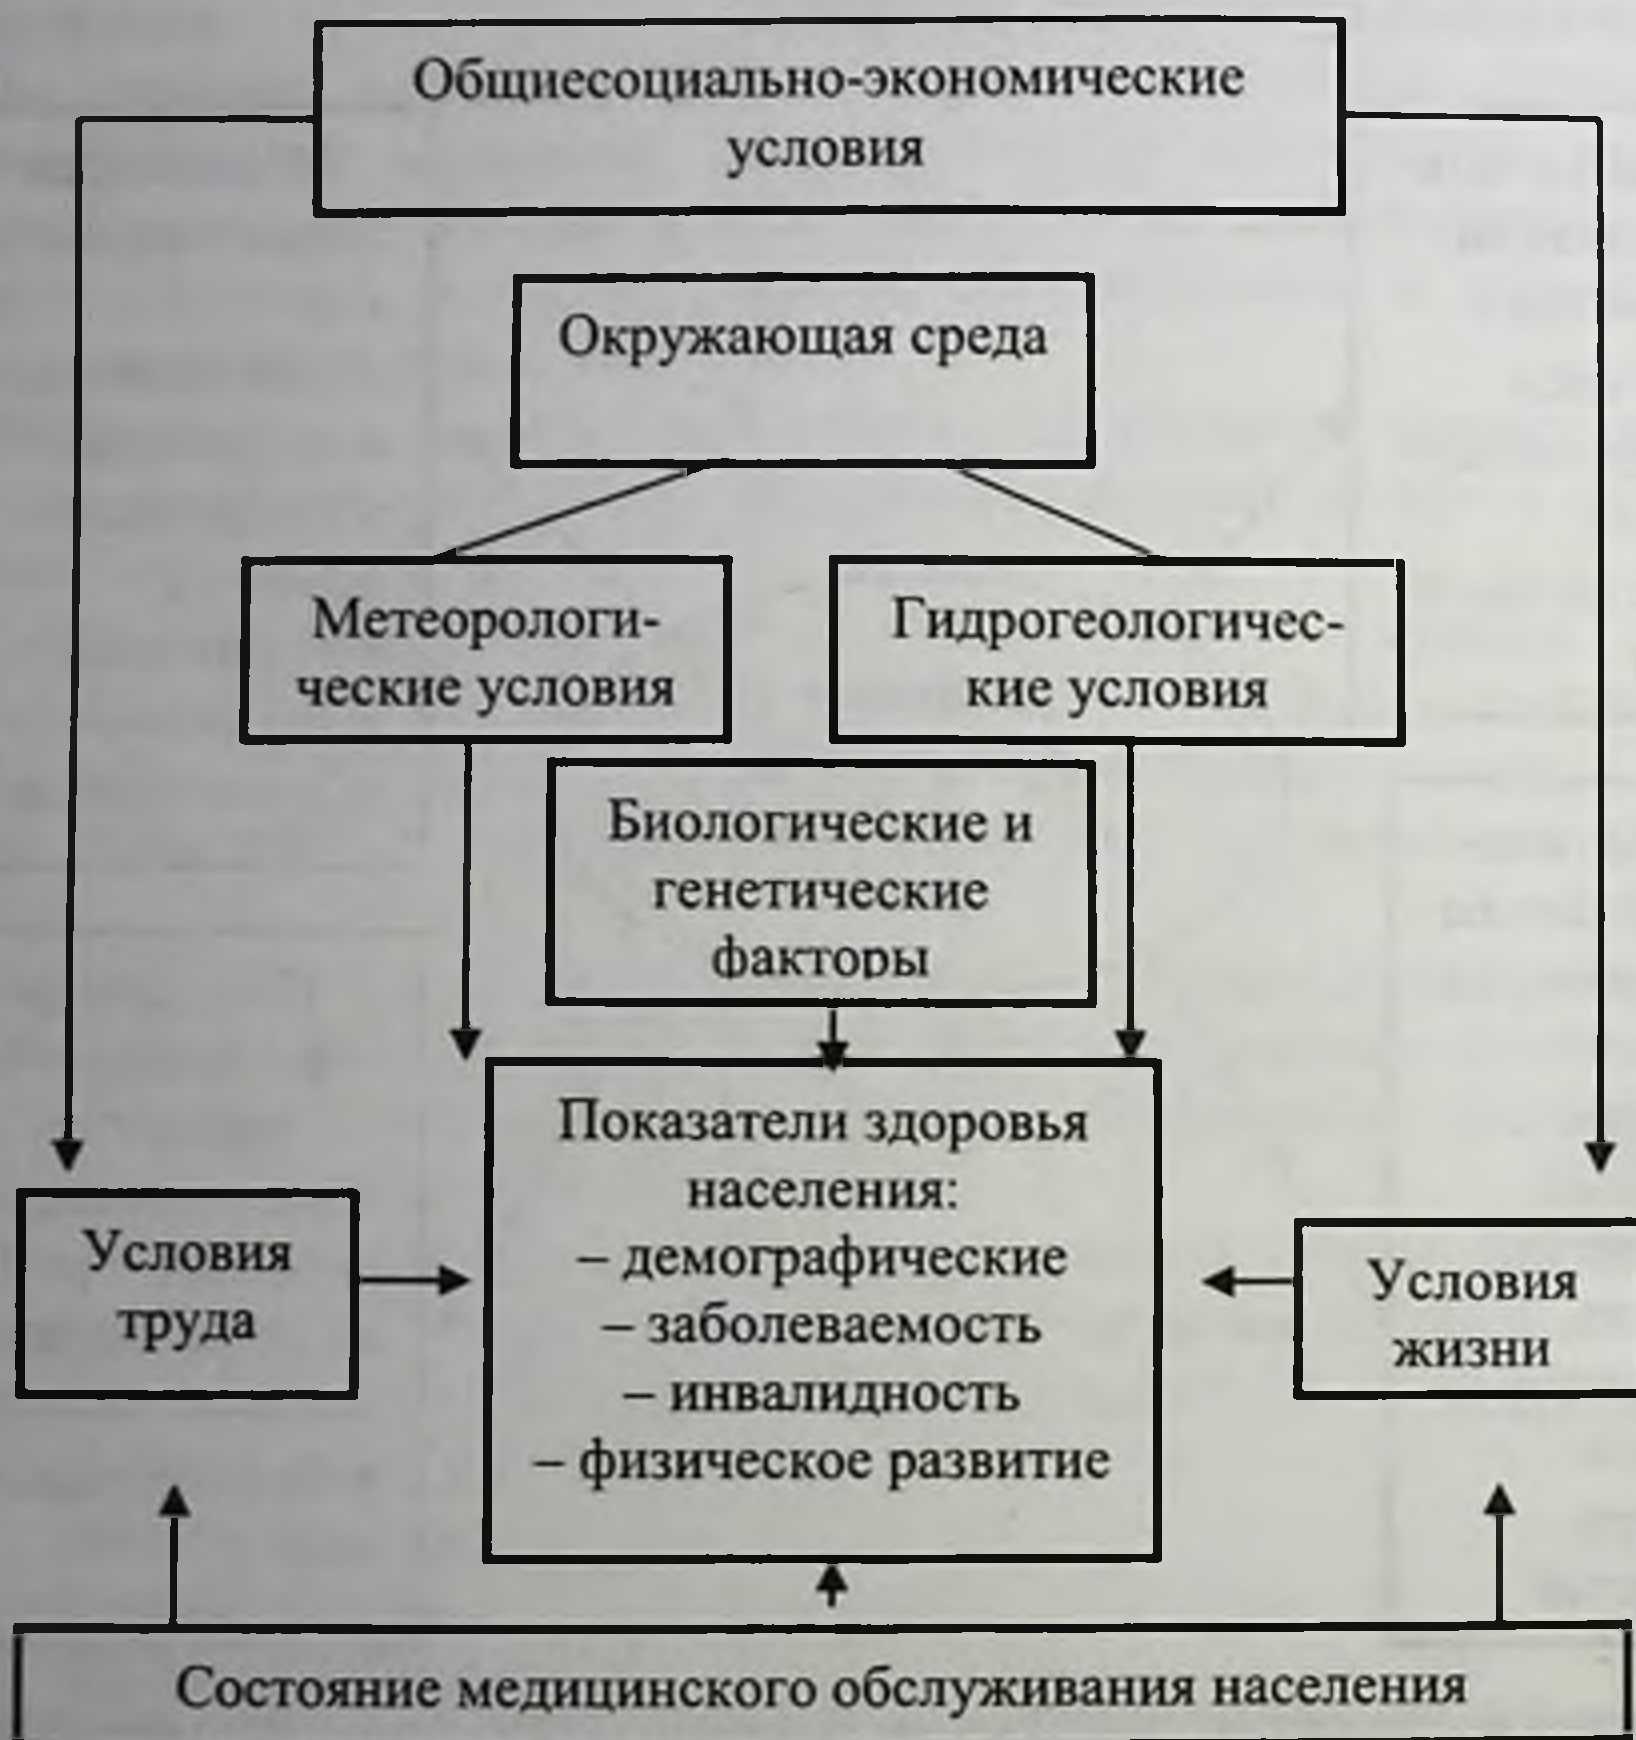 Общиесоциально-экономические
условия
Окружающая среда
Метеорологи-
ческие условия
Гидрогеологичес-
кие условия
Биологические и
генетические
факторы
Показатели здоровья
населения:
– демографические
– заболеваемость
– инвалидность
– физическое развитие
Условия
труда
Условия
жизни
Состояние медицинского обслуживания населения